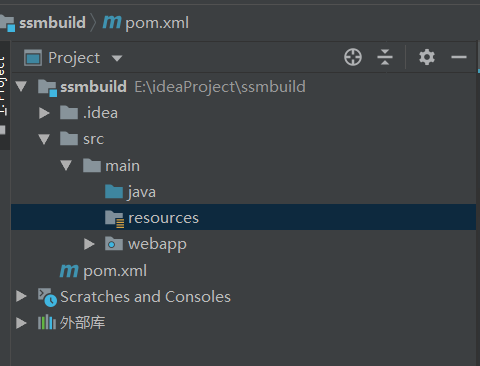 ssmbuild pom.xml
1: Project
Project
ssmbuild E:\ideaProject\ssmbuild
.idea
src
main
java
resources
webapp
pom.xml
Scratches and Consoles
外部库